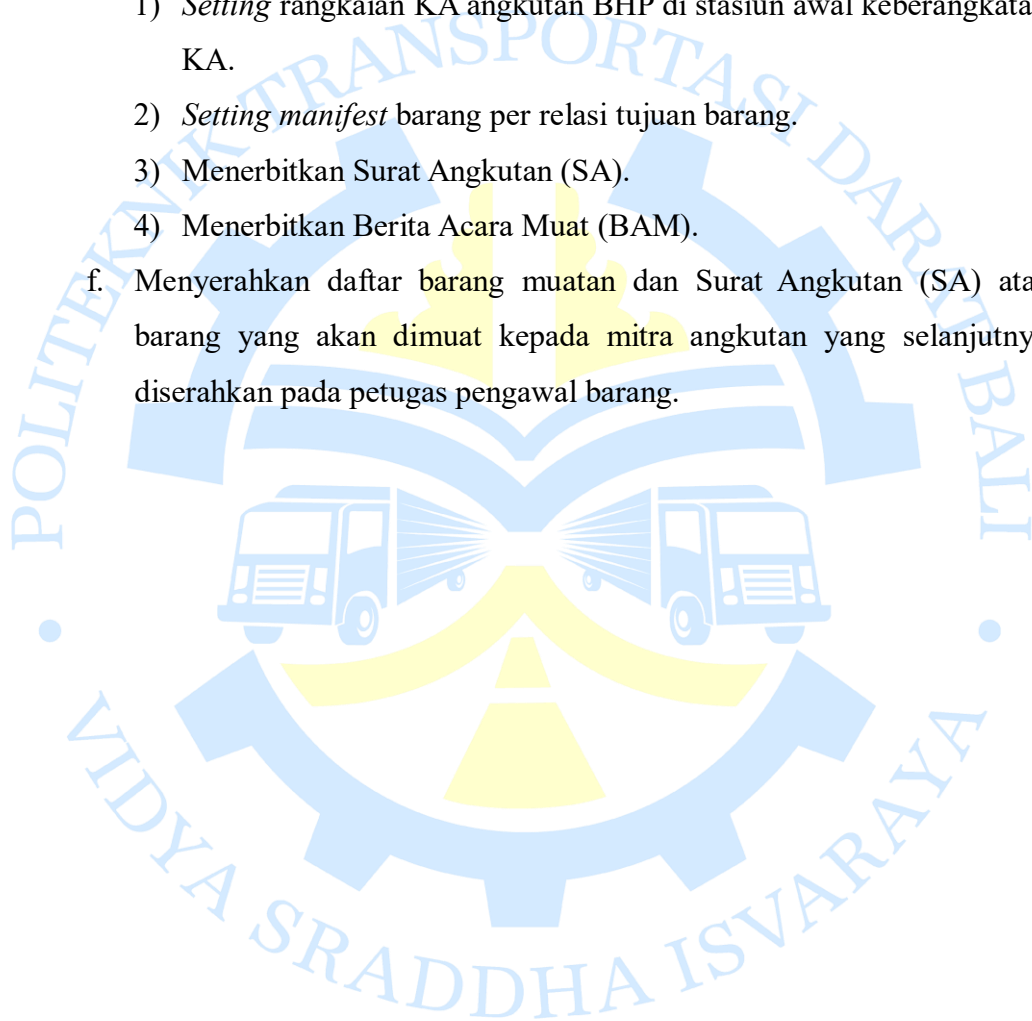 1) Setting rangkaian KA angkutan BHP di stasiun awal keberangkata
KA.
2) Setting manifest barang per relasi tujuan barang.
3) Menerbitkan Surat Angkutan (SA).
4) Menerbitkan Berita Acara Muat (BAM).
f. Menyerahkan daftar barang muatan dan Surat Angkutan (SA) ata
barang yang akan dimuat kepada mitra angkutan yang selanjutny
diserahkan pada petugas pengawal barang.
POLITEKNIK TRANSPORTASI DARAT BALI
• VIDYA SRADDHA ISVARAYA •